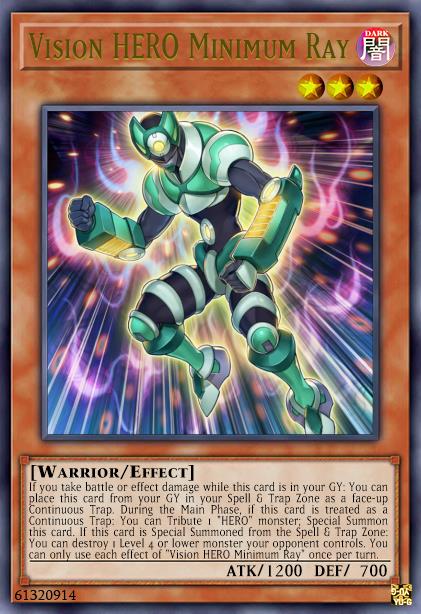 Vision HERO Minimum Ray
DARK
闇
[Warrior/Effect]
If you take battle or effect damage while this card is in your GY: You can
place this card from your GY in your Spell & Trap Zone as a face-up
Continuous Trap. During the Main Phase, if this card is treated as a
Continuous Trap: You can Tribute 1 "HERO" monster; Special Summon
this card. If this card is Special Summoned from the Spell & Trap Zone:
You can destroy 1 Level 4 or lower monster your opponent controls. You
can only use each effect of "Vision HERO Minimum Ray" once per turn.
ATK/1200 DEF/ 700
61320914